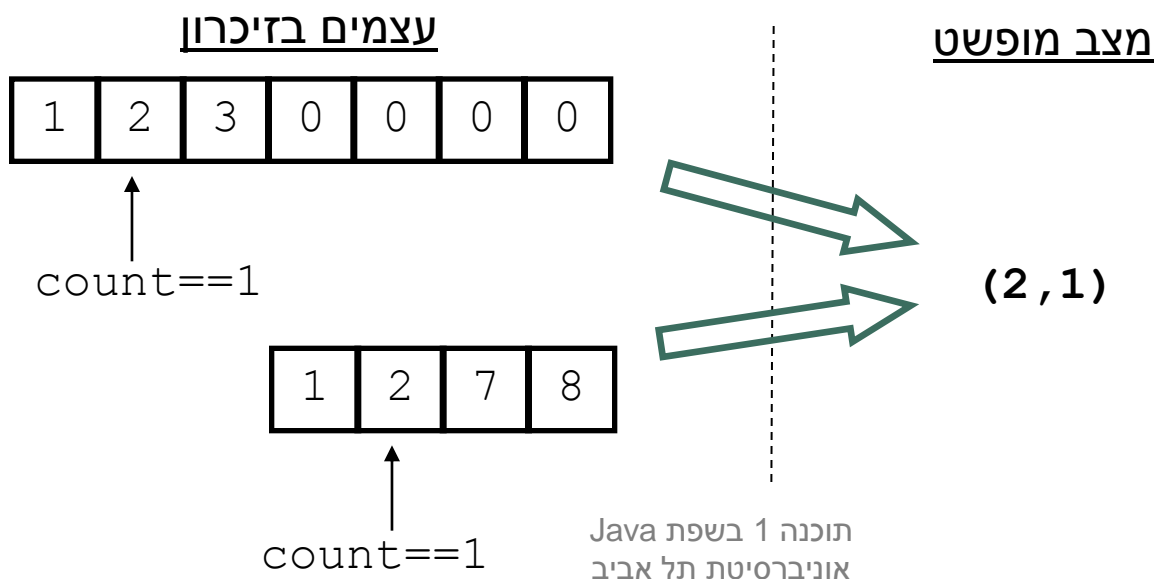 מצב מופשט
עצמים בזיכרון
1 2 3 0 0 0 0
count==1
(2,1)
1 2 7 8
count==1
תוכנה 1 בשפת Java
אוניברסיטת תל אביב